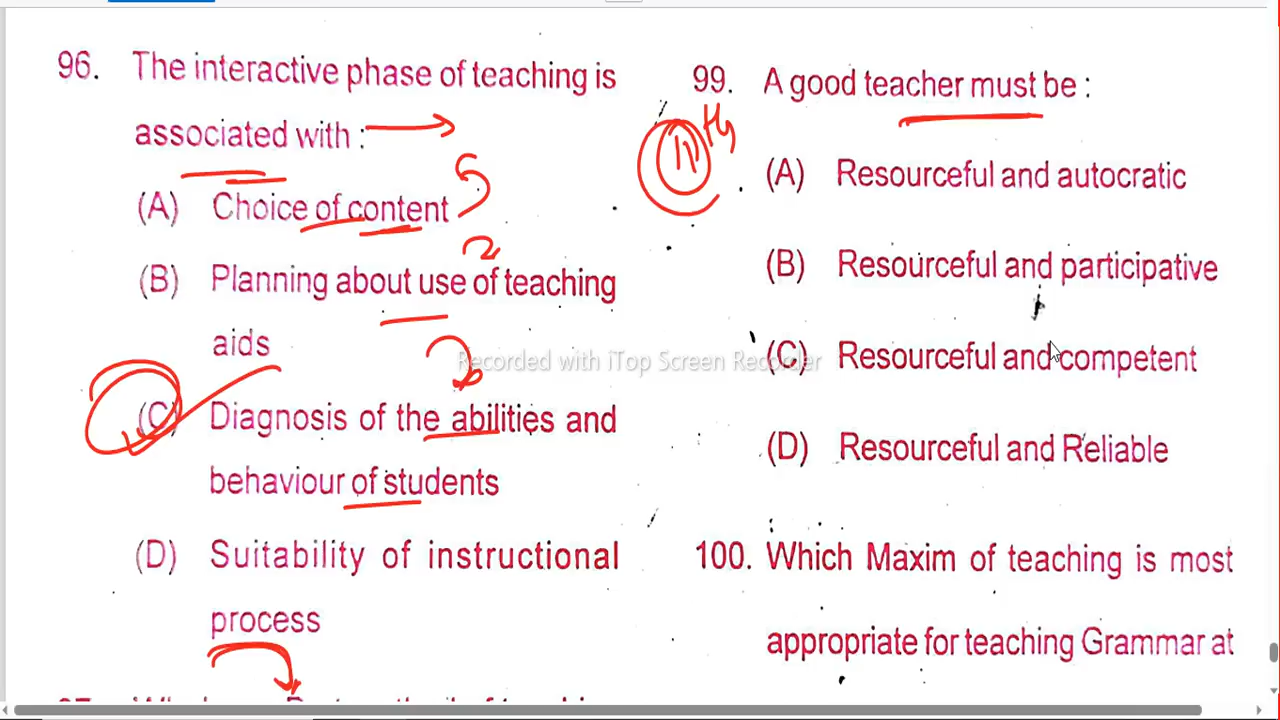 96. The interactive phase of teaching is
associated with :
(A) Choice of content
(B) Planning about use of teaching
aids
(C) Diagnosis of the abilities and
behaviour of students
(D) Suitability of instructional
process
99. A good teacher must be :
(A) Resourceful and autocratic
(B) Resourceful and participative
(C) Resourceful and competent
(D) Resourceful and Reliable
100. Which Maxim of teaching is most
appropriate for teaching Grammar at
Recorded with iTop Screen Recorder